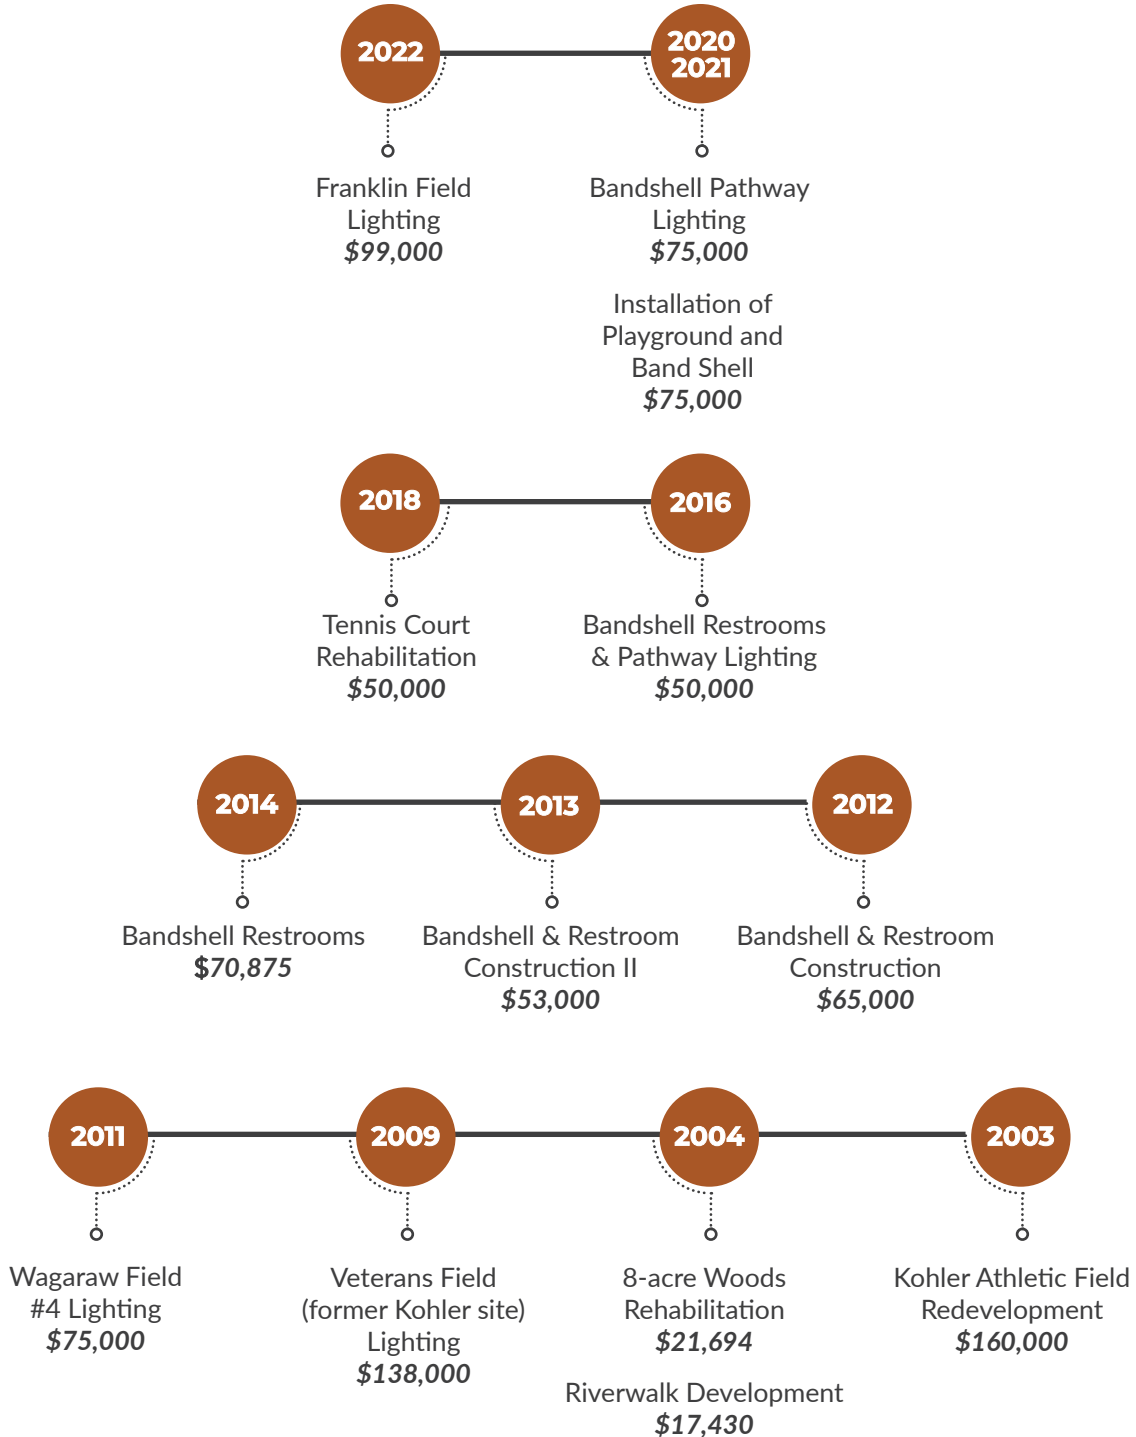 2022
Franklin Field
Lighting
$99,000
2020
2021
Bandshell Pathway
Lighting
$75,000
Installation of
Playground and
Band Shell
$75,000
2018
Tennis Court
Rehabilitation
$50,000
2016
Bandshell Restrooms
& Pathway Lighting
$50,000
2014
Bandshell Restrooms
$70,875
2013
Bandshell & Restroom
Construction II
$53,000
2012
Bandshell & Restroom
Construction
$65,000
2011
Wagaraw Field
#4 Lighting
$75,000
2009
Veterans Field
(former Kohler site)
Lighting
$138,000
2004
8-acre Woods
Rehabilitation
$21,694
Riverwalk Development
$17,430
2003
Kohler Athletic Field
Redevelopment
$160,000